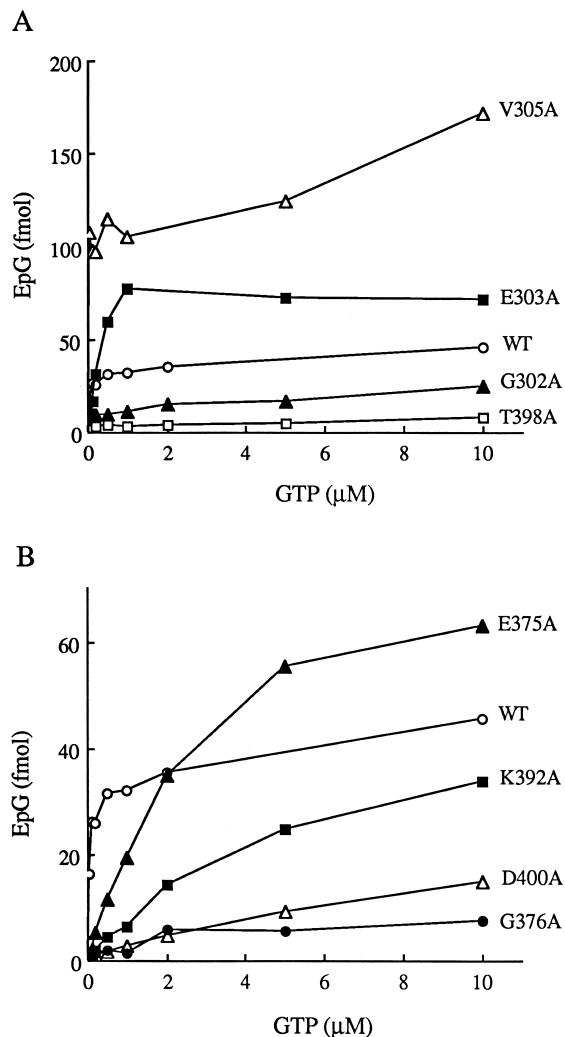 A
200
150
100
50
0
EpG (fmol)
V305A
E303A
WT
G302A
T398A
0 2 4 6 8 10
GTP (μM)
B
60
40
20
0
EpG (fmol)
E375A
WT
K392A
D400A
G376A
0 2 4 6 8 10
GTP (μM)